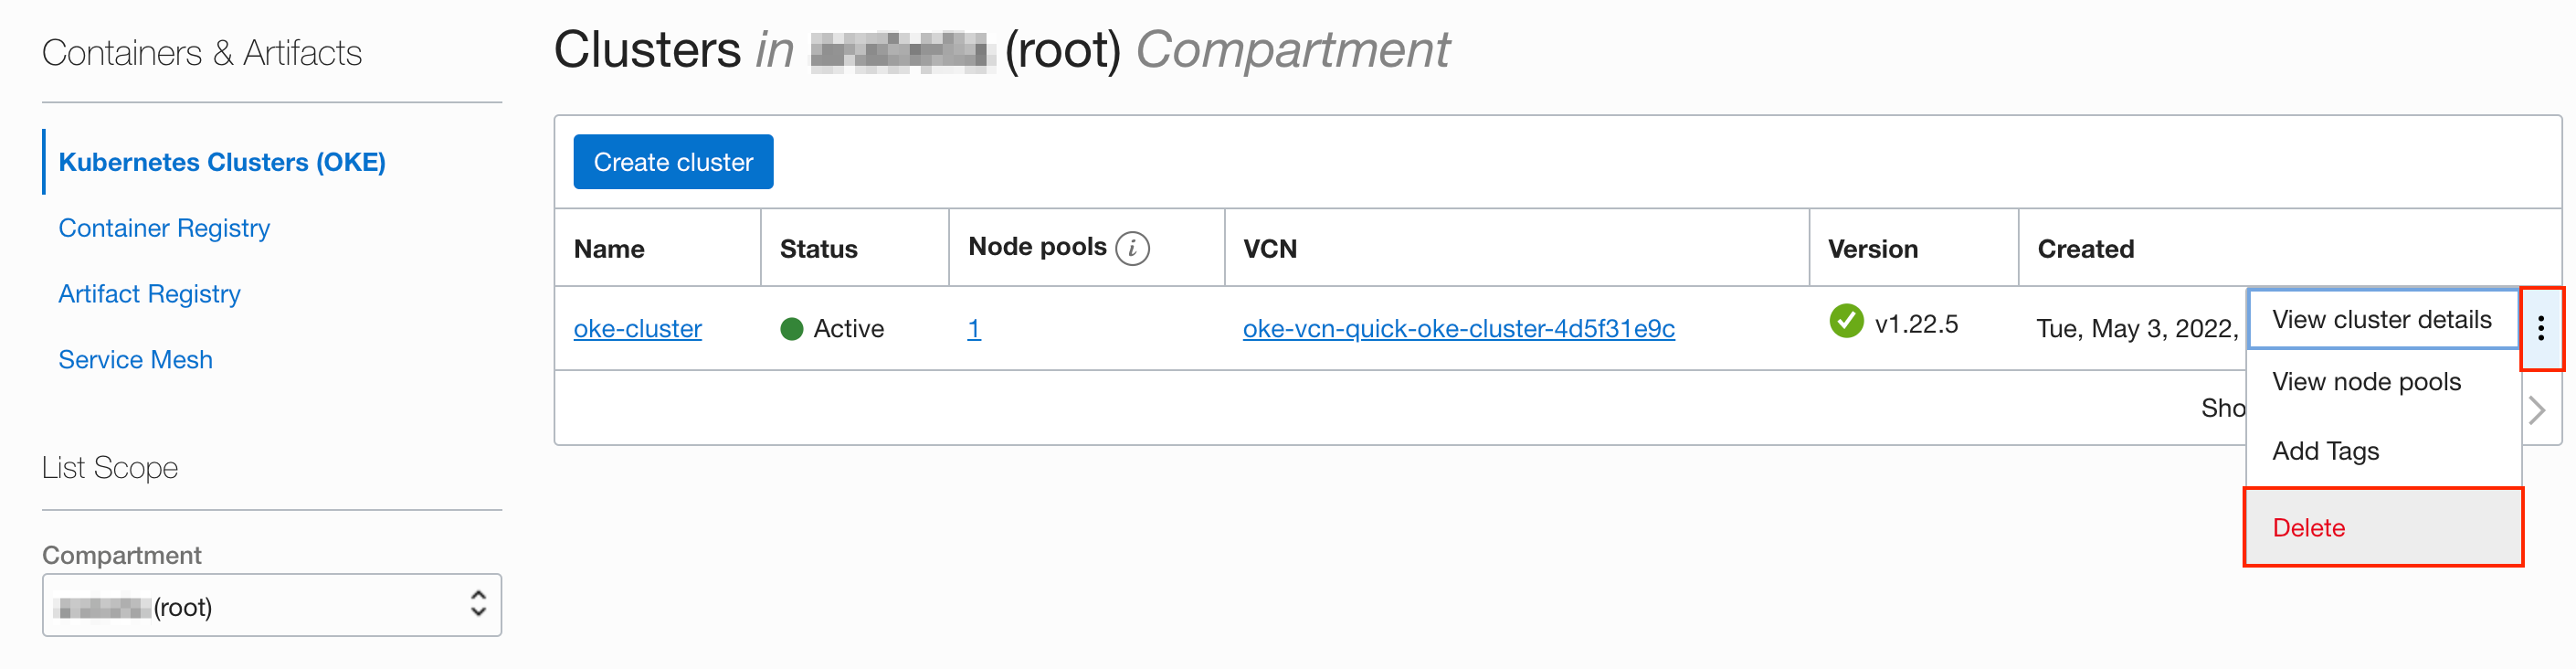 Containers & Artifacts
Kubernetes Clusters (OKE)
Container Registry
Artifact Registry
Service Mesh
List Scope
Compartment
(root)
Clusters in (root) Compartment
Create cluster
Name Status Node pools i VCN Version Created
oke-cluster Active 1 oke-vcn-quick-oke-cluster-4d5f31e9c v1.22.5 Tue, May 3, 2022,
View cluster details
View node pools
Sho
Add Tags
Delete